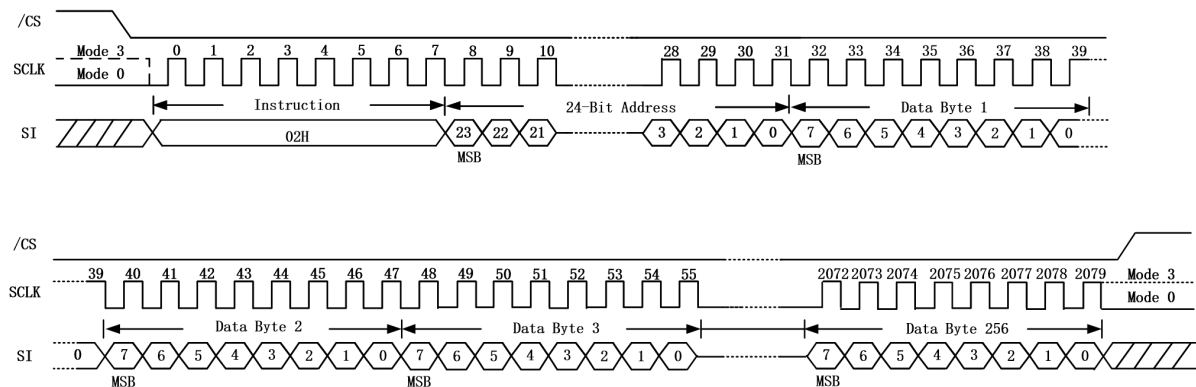 /CS
Mode 3 0 1 2 3 4 5 6 7 8 9 10 28 29 30 31 32 33 34 35 36 37 38 39
SCLK
Mode 0
Instruction 24-Bit Address Data Byte 1
SI 02H 23 22 21 3 2 1 0 7 6 5 4 3 2 1 0
MSB MSB
/CS
39 40 41 42 43 44 45 46 47 48 49 50 51 52 53 54 55 2072 2073 2074 2075 2076 2077 2078 2079 Mode 3
SCLK Mode 0
Data Byte 2 Data Byte 3 Data Byte 256
SI 0 7 6 5 4 3 2 1 0 7 6 5 4 3 2 1 0 7 6 5 4 3 2 1 0
MSB MSB MSB